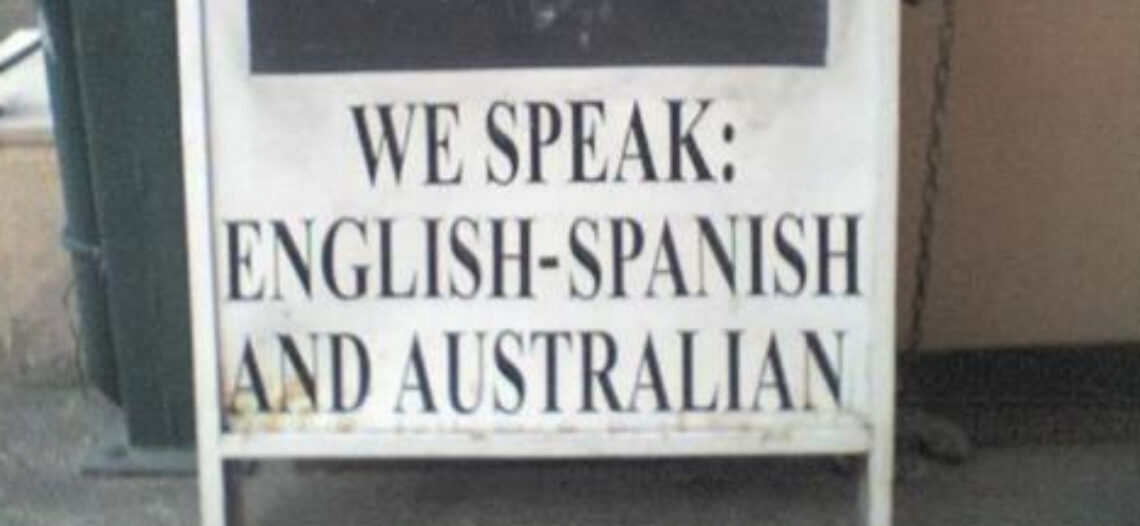 WE SPEAK:
ENGLISH-SPANISH
AND AUSTRALIAN